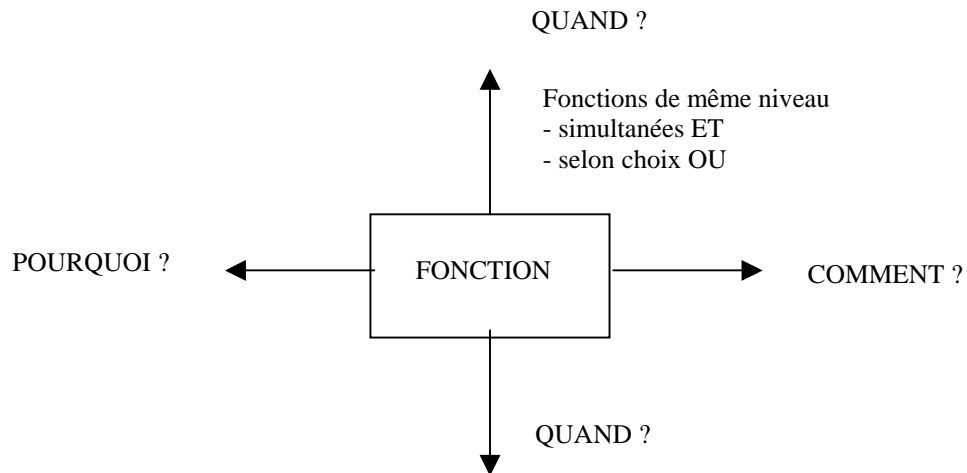 QUAND ?
Fonctions de même niveau
- simultanées ET
- selon choix OU
POURQUOI ?
FONCTION
COMMENT ?
QUAND ?